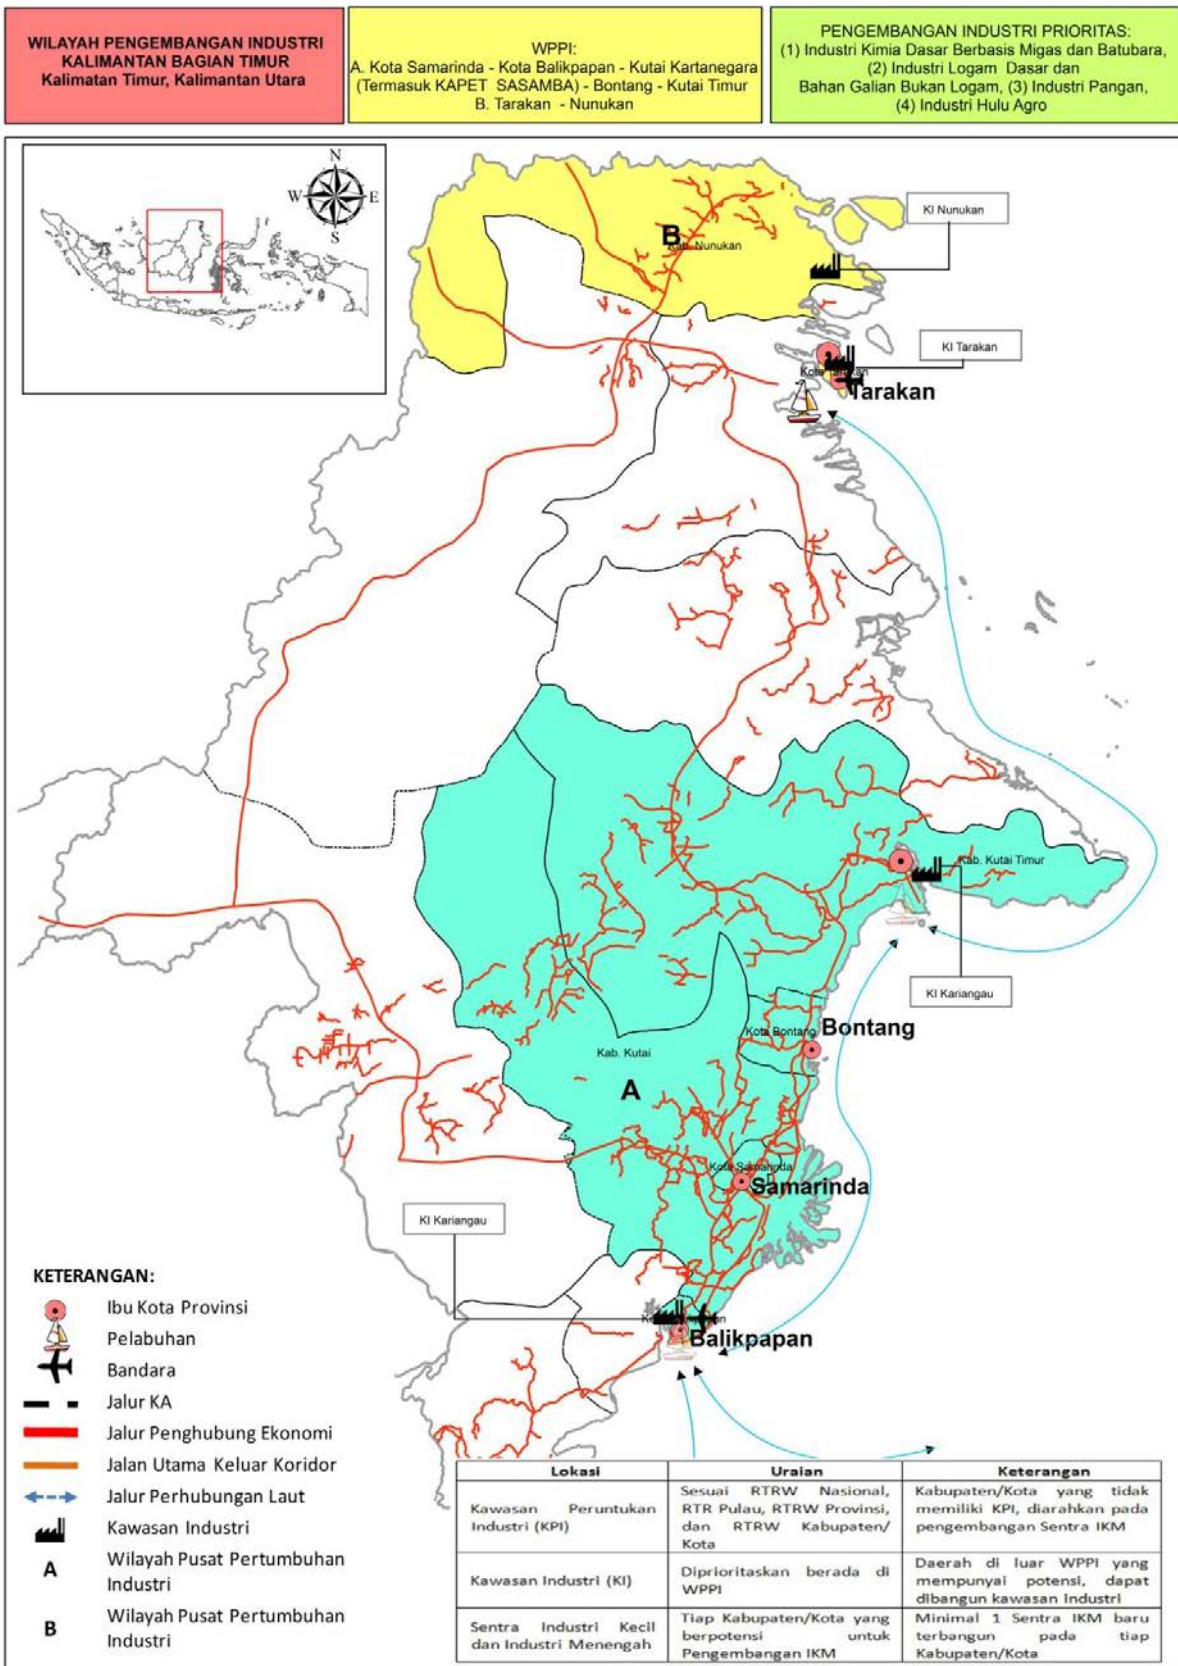 WILAYAH PENGEMBANGAN INDUSTRI
KALIMANTAN BAGIAN TIMUR
Kalimatan Timur, Kalimantan Utara
WPPI:
A. Kota Samarinda - Kota Balikpapan - Kutai Kartanegara
(Termasuk KAPET SASAMBA) - Bontang - Kutai Timur
B. Tarakan - Nunukan
PENGEMBANGAN INDUSTRI PRIORITAS:
(1) Industri Kimia Dasar Berbasis Migas dan Batubara,
(2) Industri Logam Dasar dan
Bahan Galian Bukan Logam, (3) Industri Pangan,
(4) Industri Hulu Agro
N
W
E
S
KI Nunukan
B
Kab. Nunukan
KI Tarakan
Tarakan
Kab. Kutai Timur
KI Kariangau
Kota Bontang
Bontang
Kab. Kutai
A
Kota Samarinda
Samarinda
KI Kariangau
Balikpapan
KETERANGAN:
Ibu Kota Provinsi
Pelabuhan
Bandara
Jalur KA
Jalur Penghubung Ekonomi
Jalan Utama Keluar Koridor
Jalur Perhubungan Laut
Kawasan Industri
A Wilayah Pusat Pertumbuhan
Industri
B Wilayah Pusat Pertumbuhan
Industri
Lokasi Uraian Keterangan
Kawasan Peruntukan
Industri (KPI)
Sesuai RTRW Nasional,
RTR Pulau, RTRW Provinsi,
dan RTRW Kabupaten/
Kota
Kabupaten/Kota yang tidak
memiliki KPI, diarahkan pada
pengembangan Sentra IKM
Kawasan Industri (KI)
Diprioritaskan berada di
WPPI
Daerah di luar WPPI yang
mempunyai potensi, dapat
dibangun kawasan industri
Sentra Industri Kecil
dan Industri Menengah
Tiap Kabupaten/Kota yang
berpotensi untuk
Pengembangan IKM
Minimal 1 Sentra IKM baru
terbangun pada tiap
Kabupaten/Kota